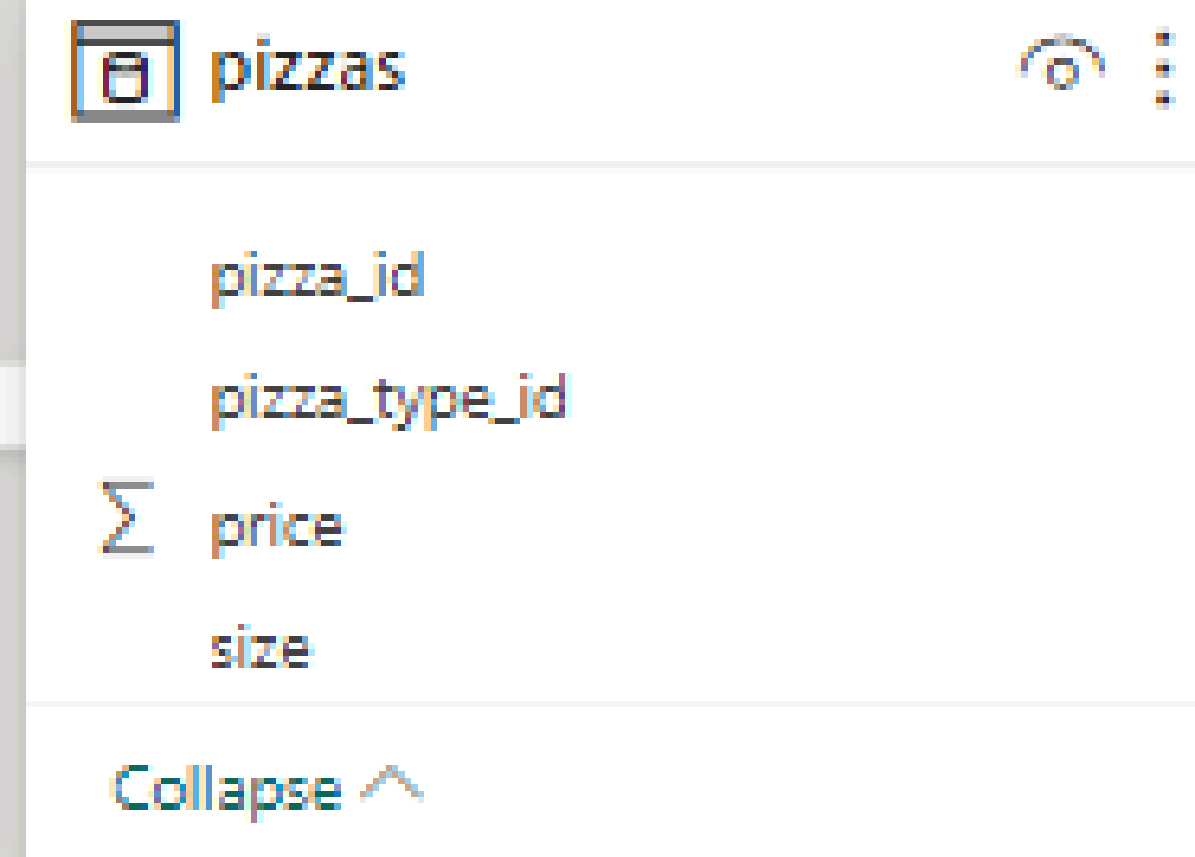 pizzas
pizza_id
pizza_type_id
∑ price
size
Collapse